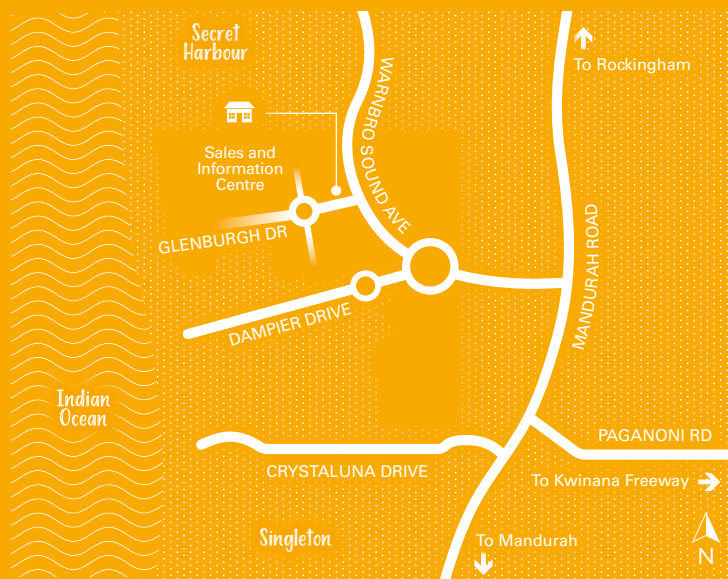 Secret
Harbour
To Rockingham
WARNBRO SOUND AVE
Sales and
Information
Centre
GLENBURGH DR
MANDURAH ROAD
DAMPIER DRIVE
Indian
Ocean
PAGANONI RD
CRYSTALUNA DRIVE
To Kwinana Freeway
Singleton
To Mandurah
N